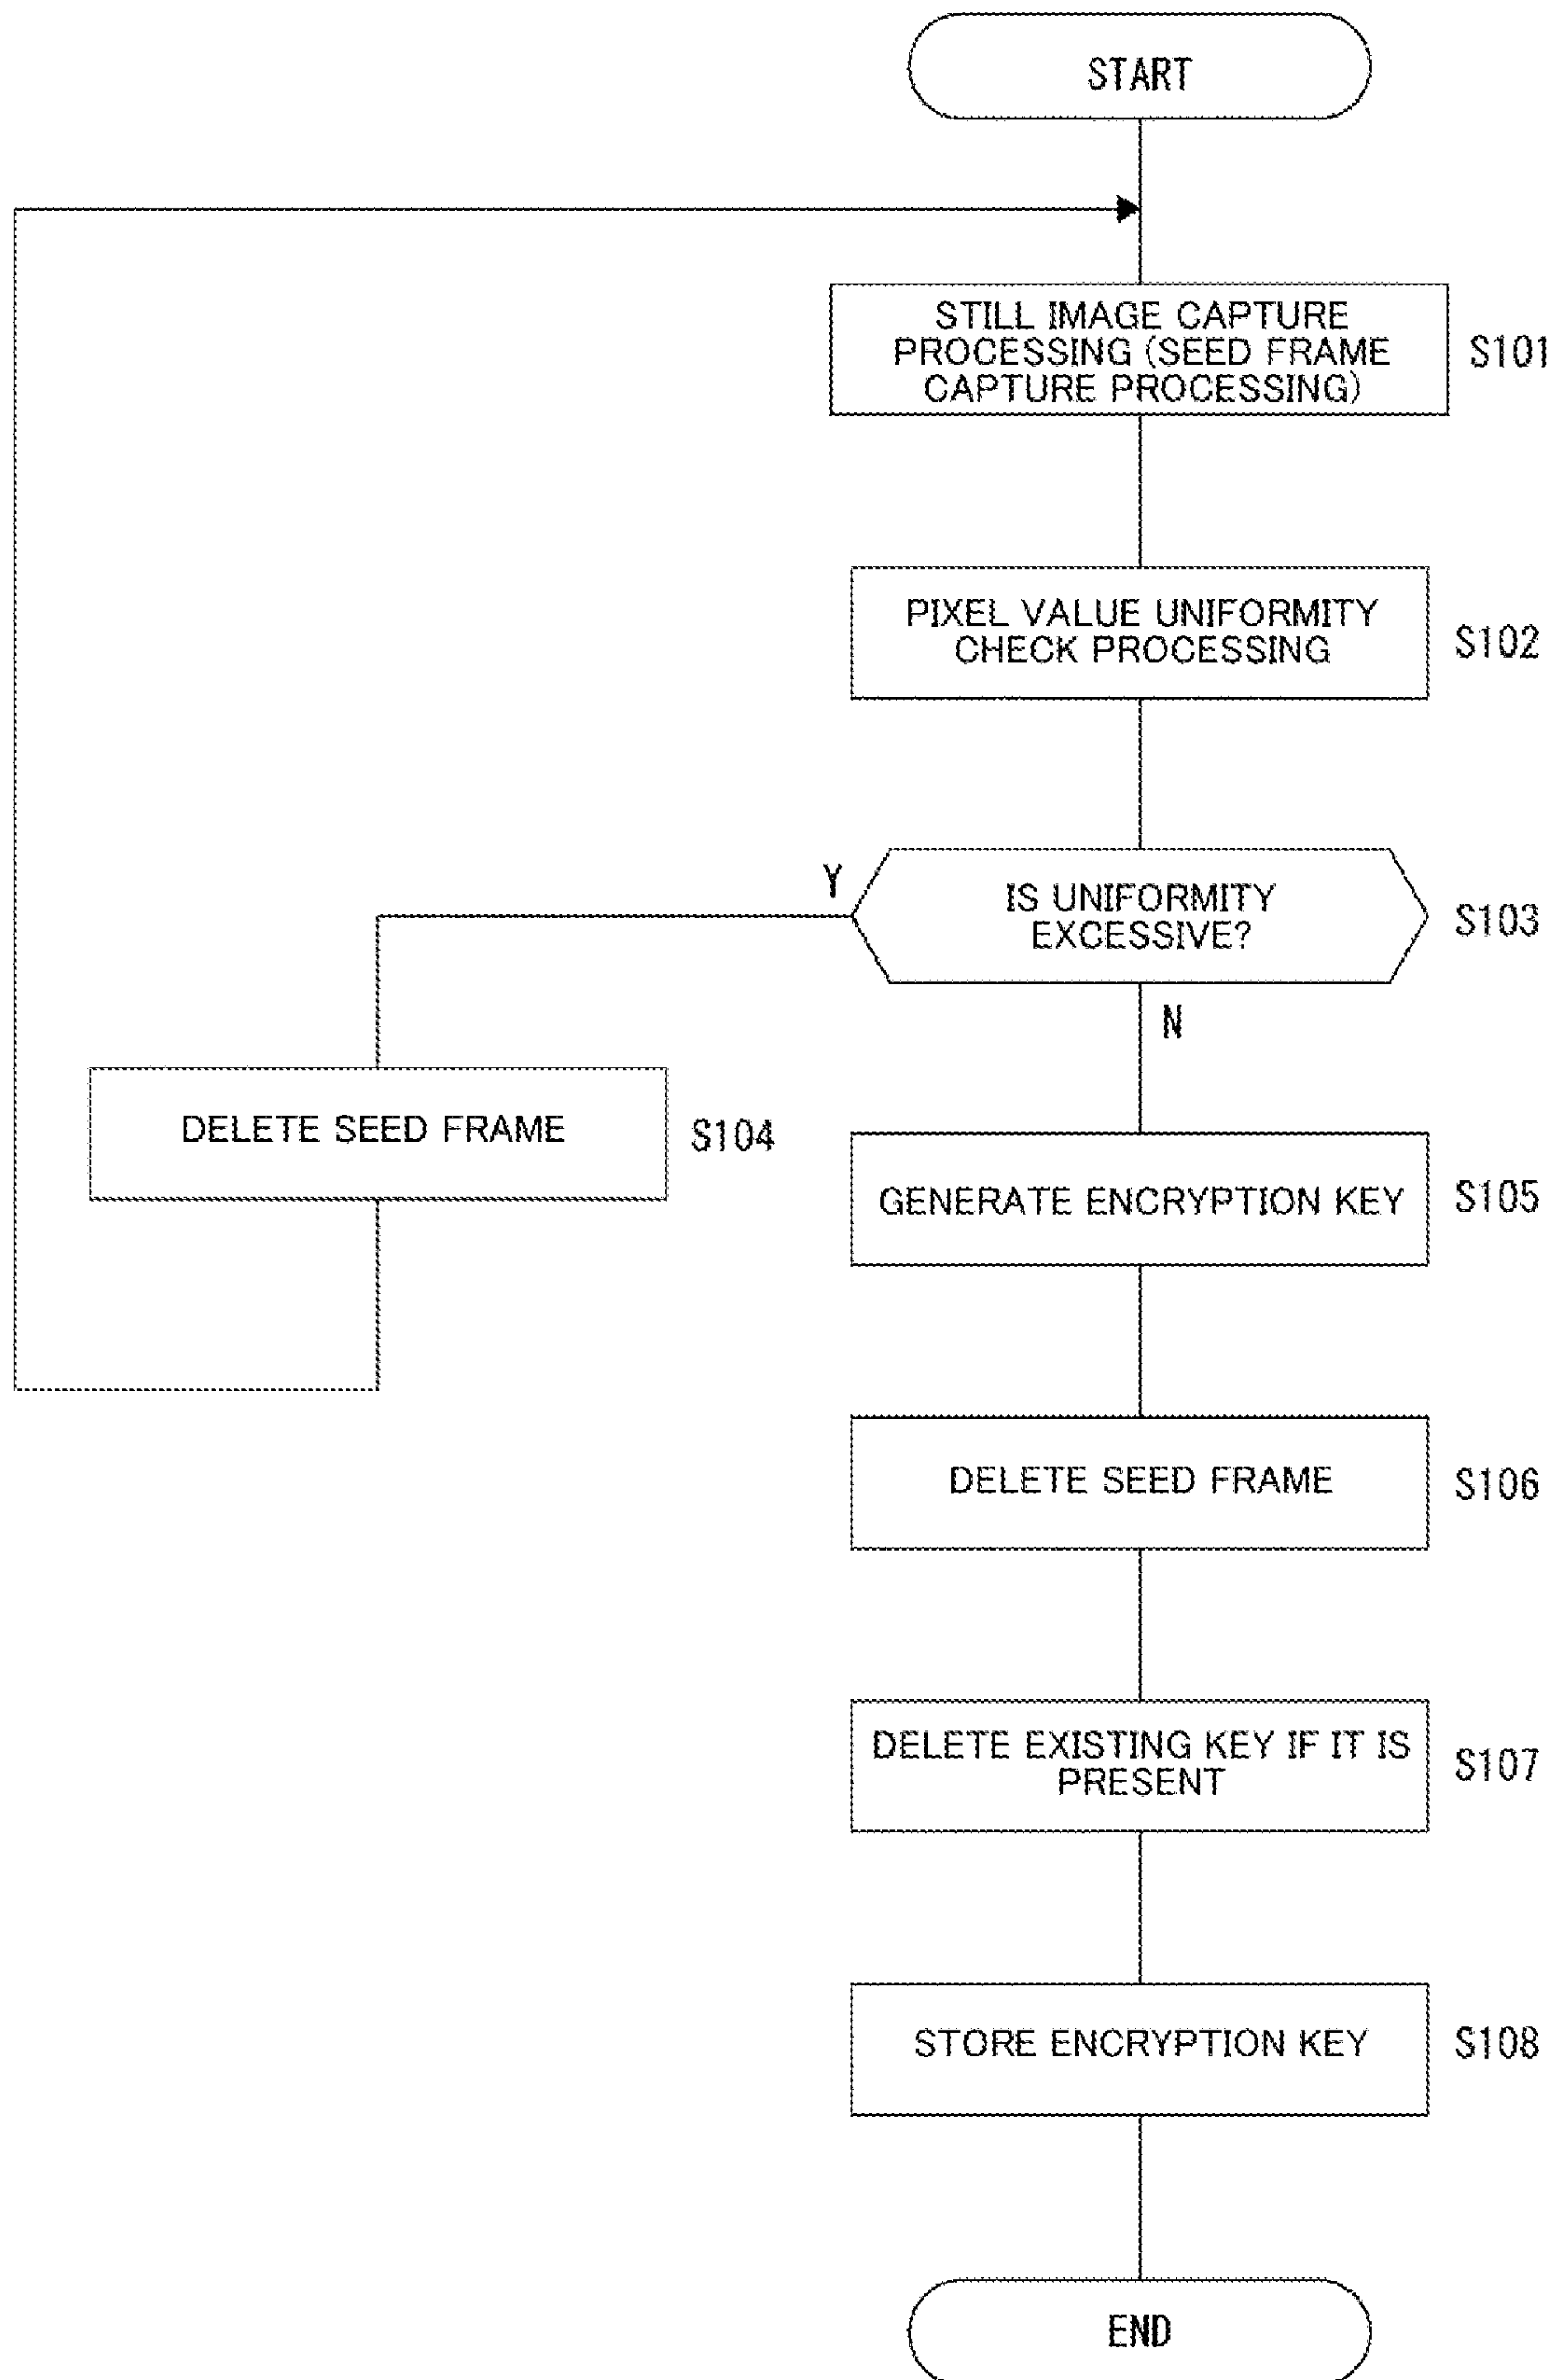 START
STILL IMAGE CAPTURE
PROCESSING (SEED FRAME
CAPTURE PROCESSING)
S101
PIXEL VALUE UNIFORMITY
CHECK PROCESSING
S102
Y
IS UNIFORMITY
EXCESSIVE?
S103
N
DELETE SEED FRAME
S104
GENERATE ENCRYPTION KEY
S105
DELETE SEED FRAME
S106
DELETE EXISTING KEY IF IT IS
PRESENT
S107
STORE ENCRYPTION KEY
S108
END